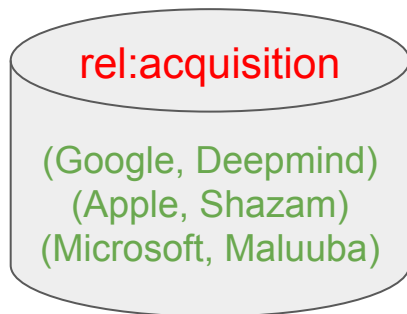 rel:acquisition
(Google, Deepmind)
(Apple, Shazam)
(Microsoft, Maluuba)